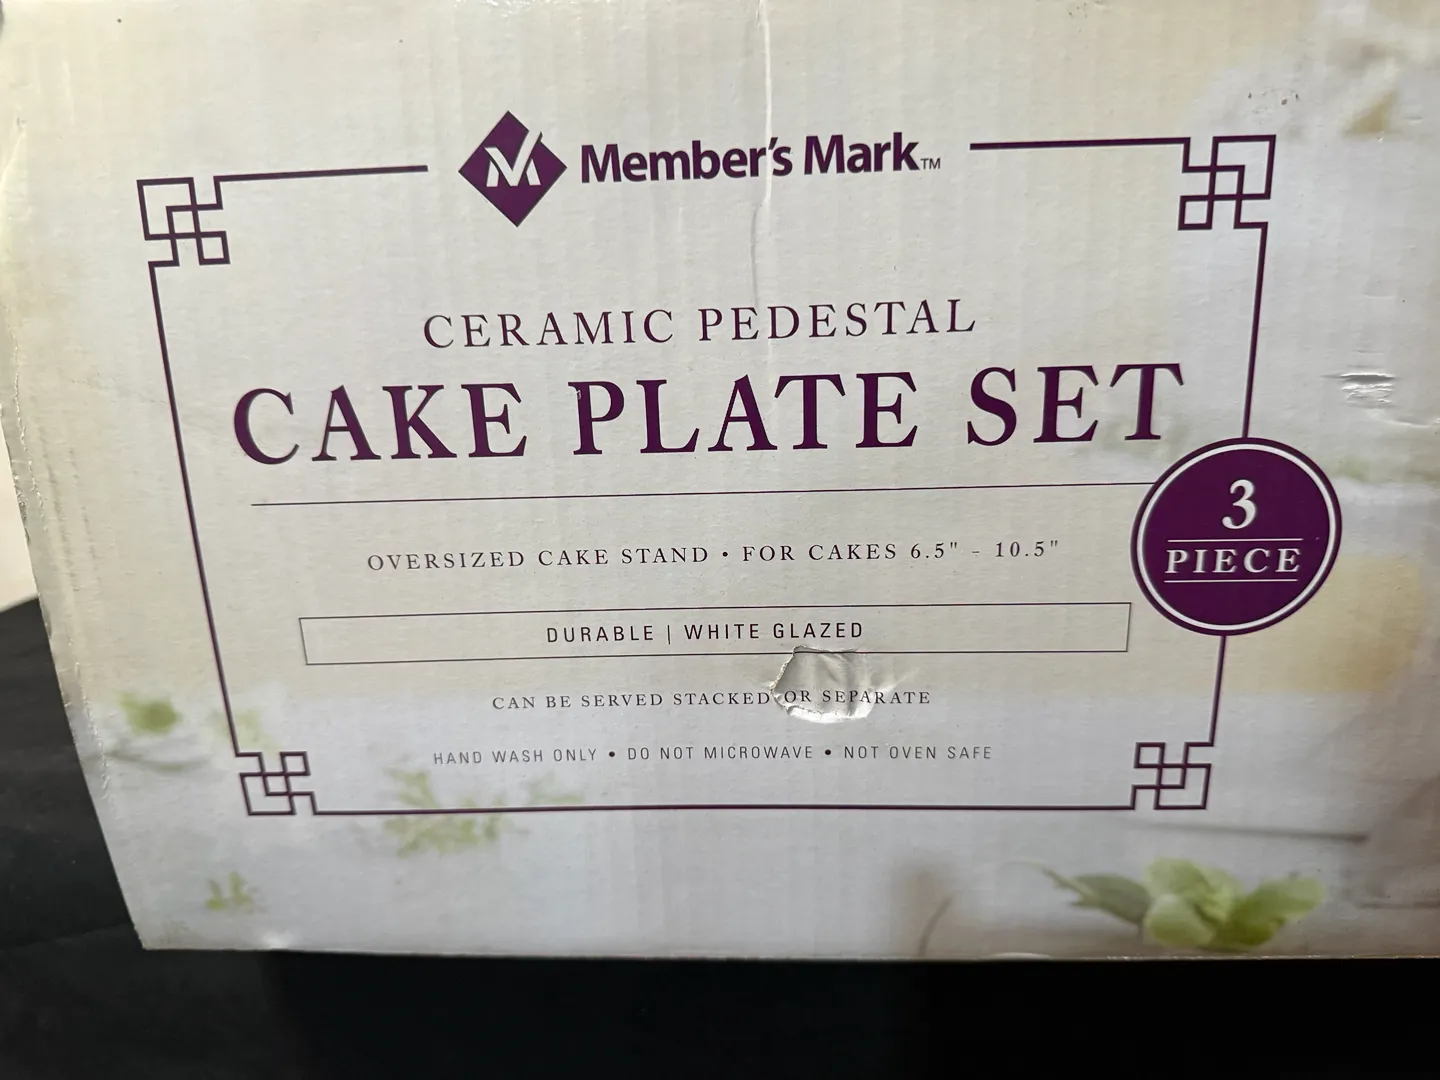 Member's Mark™
CERAMIC PEDESTAL
CAKE PLATE SET
3
PIECE
OVERSIZED CAKE STAND • FOR CAKES 6.5" - 10.5"
DURABLE | WHITE GLAZED
CAN BE SERVED STACKED OR SEPARATE
HAND WASH ONLY • DO NOT MICROWAVE • NOT OVEN SAFE